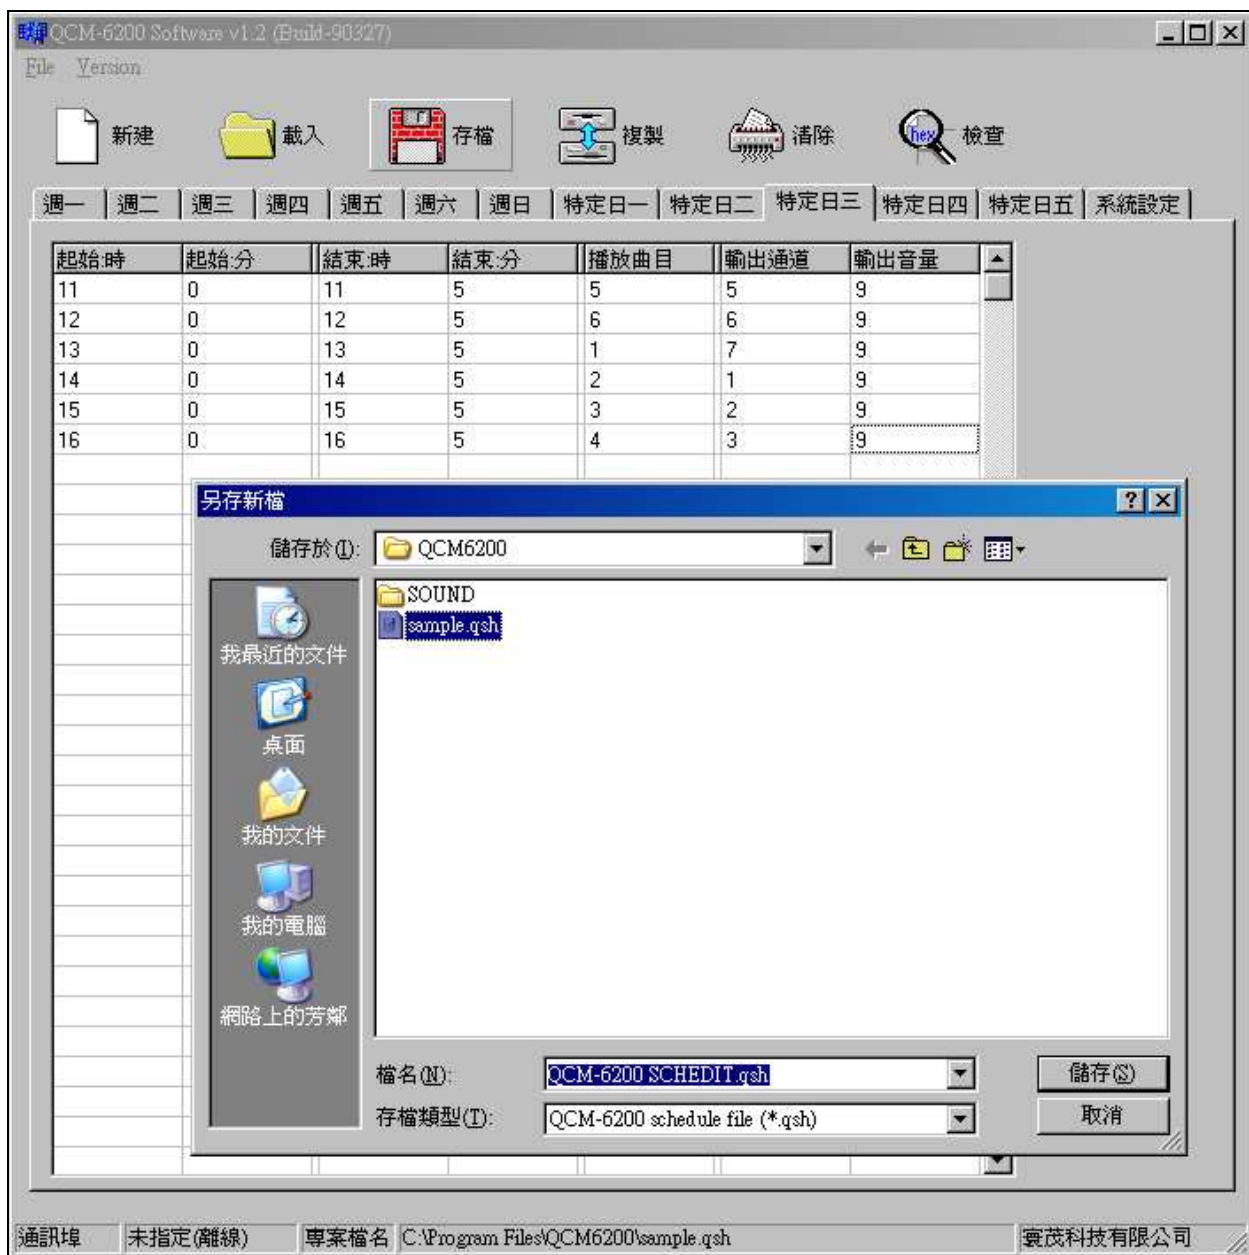 QCM-6200 Software v1.2 (Build-90327)
File Version
新建 載入 存檔 複製 清除 hex 檢查
週一 週二 週三 週四 週五 週六 週日 特定日一 特定日二 特定日三 特定日四 特定日五 系統設定
起始:時 起始:分 結束:時 結束:分 播放曲目 輸出通道 輸出音量
11 0 11 5 5 5 9
12 0 12 5 6 6 9
13 0 13 5 1 7 9
14 0 14 5 2 1 9
15 0 15 5 3 2 9
16 0 16 5 4 3 9
另存新檔
儲存於(I): QCM6200
SOUND
sample.qsh
我最近的文件
桌面
我的文件
我的電腦
網路上的芳鄰
檔名(N): QCM-6200 SCHEDIT.qsh 儲存(S)
存檔類型(T): QCM-6200 schedule file (*.qsh) 取消
通訊埠 未指定(離線) 專案檔名 C:\Program Files\QCM6200\sample.qsh 寰茂科技有限公司